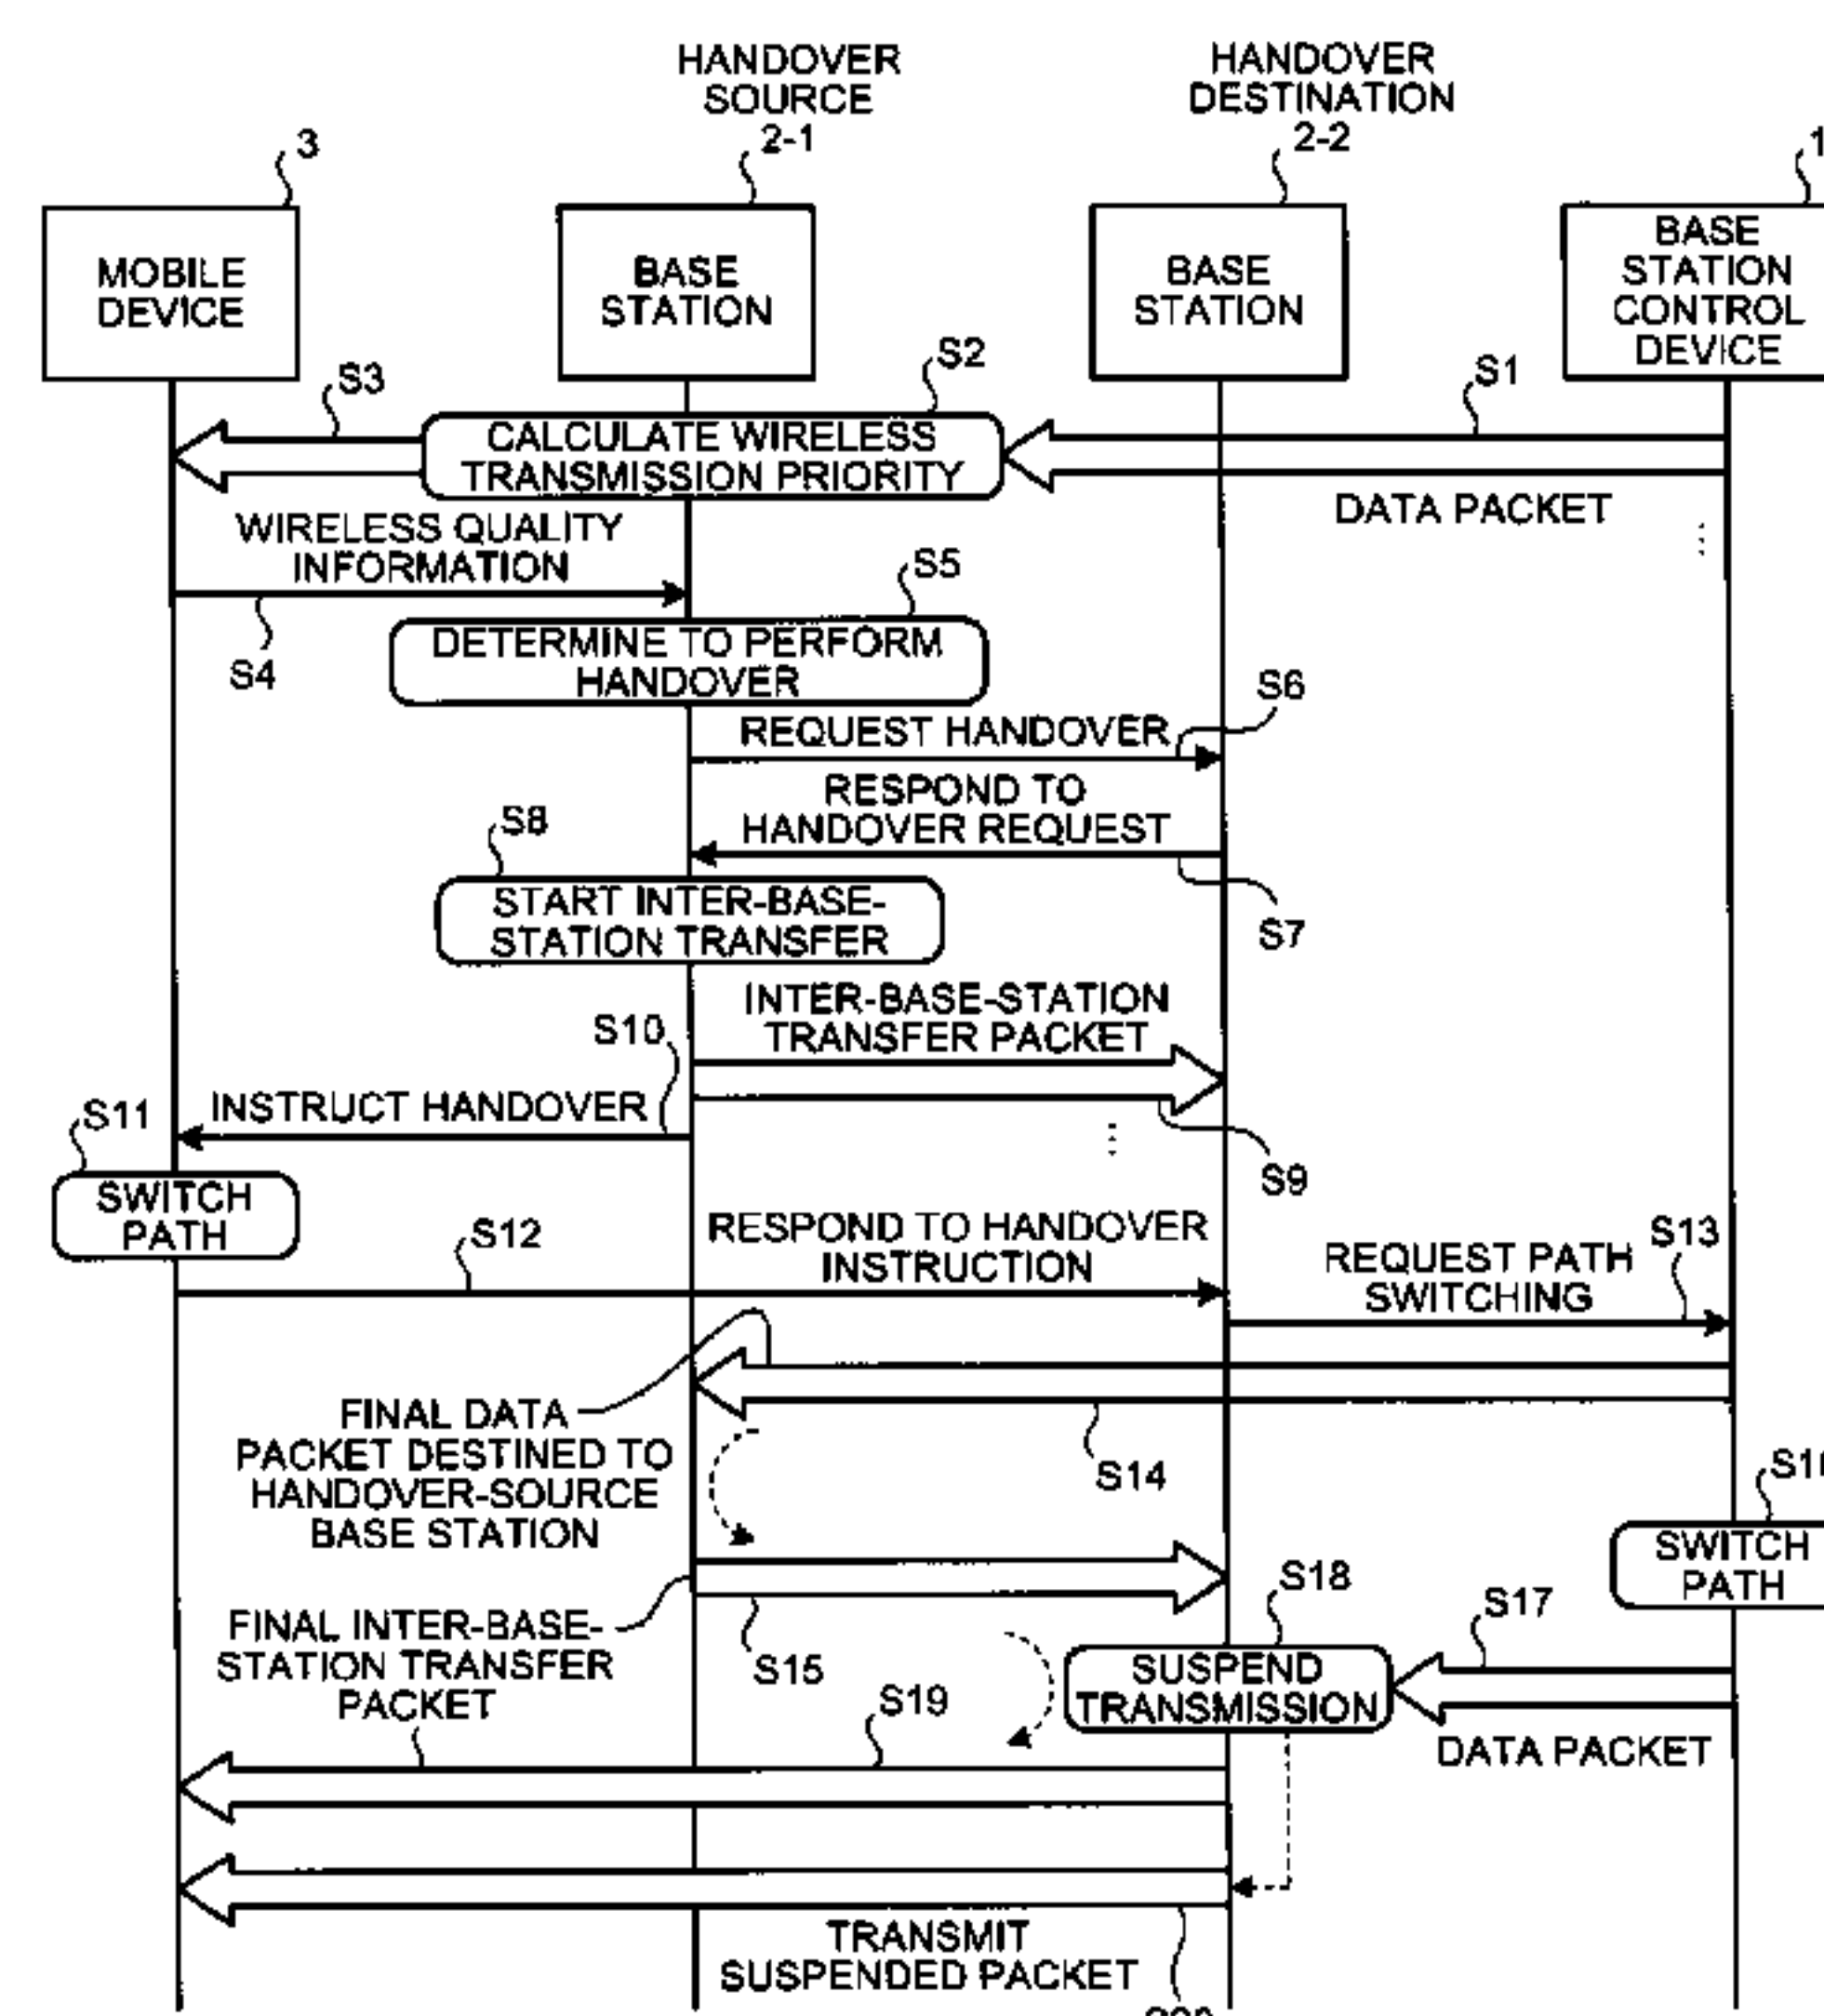 HANDOVER
SOURCE
2-1
HANDOVER
DESTINATION
2-2
3
1
MOBILE
DEVICE
BASE
STATION
BASE
STATION
BASE
STATION
CONTROL
DEVICE
S3
S2
S1
CALCULATE WIRELESS
TRANSMISSION PRIORITY
DATA PACKET
WIRELESS QUALITY
INFORMATION
S4
S5
DETERMINE TO PERFORM
HANDOVER
S6
REQUEST HANDOVER
RESPOND TO
HANDOVER REQUEST
S7
S8
START INTER-BASE-
STATION TRANSFER
INTER-BASE-STATION
TRANSFER PACKET
S9
S10
INSTRUCT HANDOVER
S11
SWITCH
PATH
S12
RESPOND TO HANDOVER
INSTRUCTION
S13
REQUEST PATH
SWITCHING
FINAL DATA
PACKET DESTINED TO
HANDOVER-SOURCE
BASE STATION
S14
SWITCH
PATH
S15
FINAL INTER-BASE-
STATION TRANSFER
PACKET
S17
S18
SUSPEND
TRANSMISSION
DATA PACKET
S19
TRANSMIT
SUSPENDED PACKET